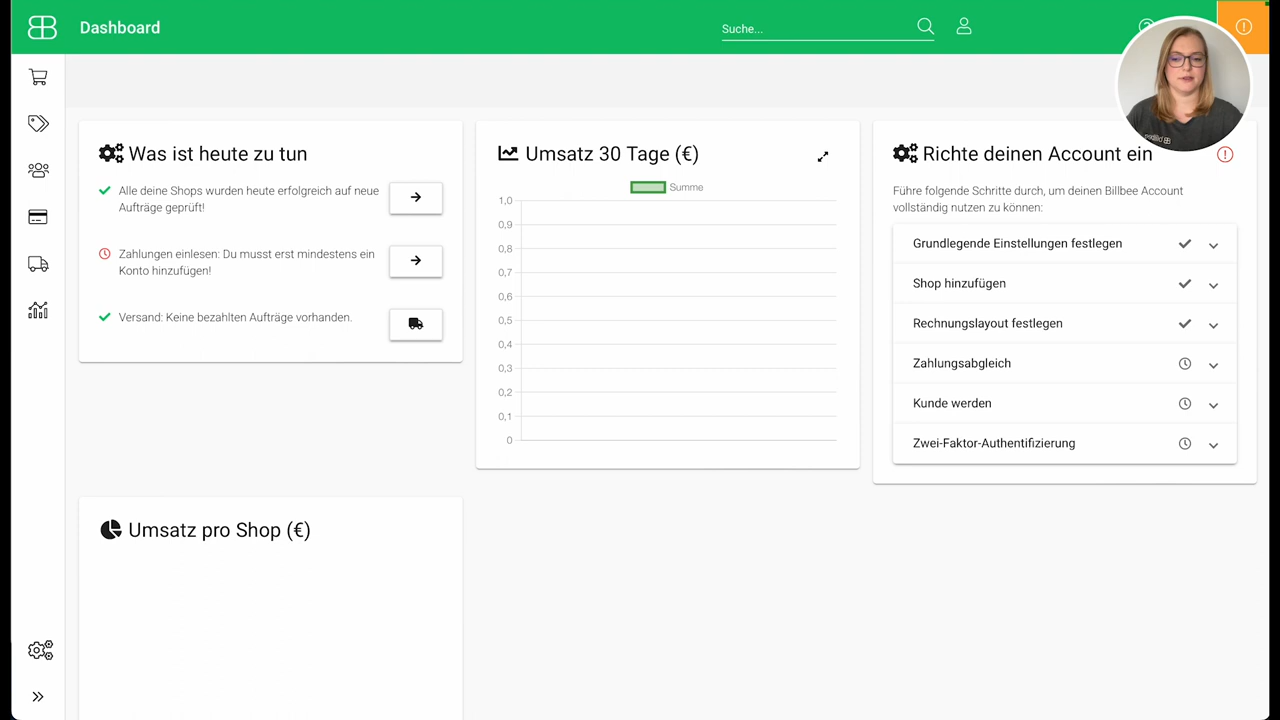 Dashboard
Suche...
Was ist heute zu tun
Alle deine Shops wurden heute erfolgreich auf neue
Aufträge geprüft!
Zahlungen einlesen: Du musst erst mindestens ein
Konto hinzufügen!
Versand: Keine bezahlten Aufträge vorhanden.
Umsatz 30 Tage (€)
Summe
1,0
0,9
0,8
0,7
0,6
0,5
0,4
0,3
0,2
0,1
0
Richte deinen Account ein
Führe folgende Schritte durch, um deinen Billbee Account
vollständig nutzen zu können:
Grundlegende Einstellungen festlegen
Shop hinzufügen
Rechnungslayout festlegen
Zahlungsabgleich
Kunde werden
Zwei-Faktor-Authentifizierung
Umsatz pro Shop (€)